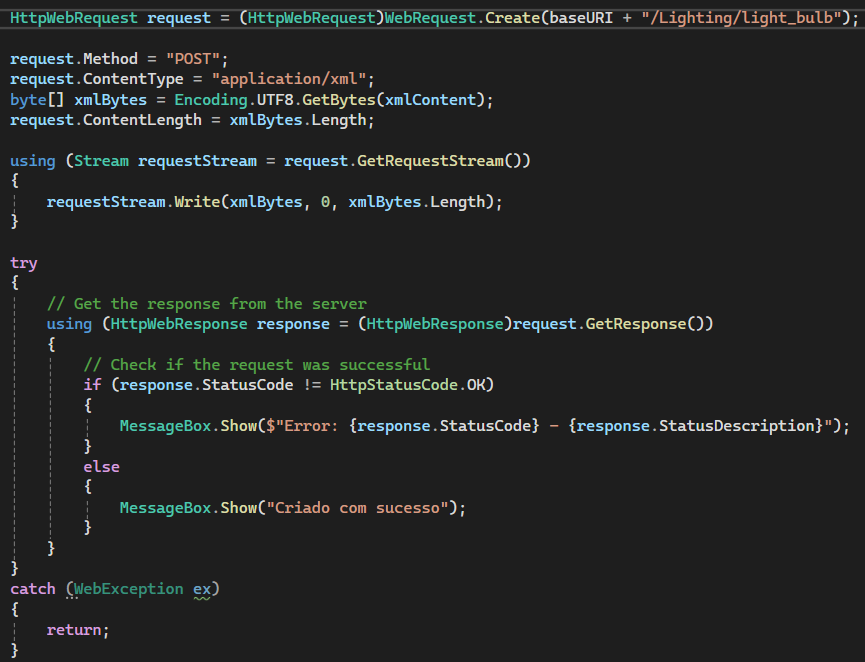 HttpWebRequest request = (HttpWebRequest)WebRequest.Create(baseURI + "/Lighting/light_bulb");
request.Method = "POST";
request.ContentType = "application/xml";
byte[] xmlBytes = Encoding.UTF8.GetBytes(xmlContent);
request.ContentLength = xmlBytes.Length;
using (Stream requestStream = request.GetRequestStream())
{
requestStream.Write(xmlBytes, 0, xmlBytes.Length);
}
try
{
// Get the response from the server
using (HttpWebResponse response = (HttpWebResponse)request.GetResponse())
{
// Check if the request was successful
if (response.StatusCode != HttpStatusCode.OK)
{
MessageBox.Show($"Error: {response.StatusCode} - {response.StatusDescription}");
}
else
{
MessageBox.Show("Criado com sucesso");
}
}
}
catch (WebException ex)
{
return;
}